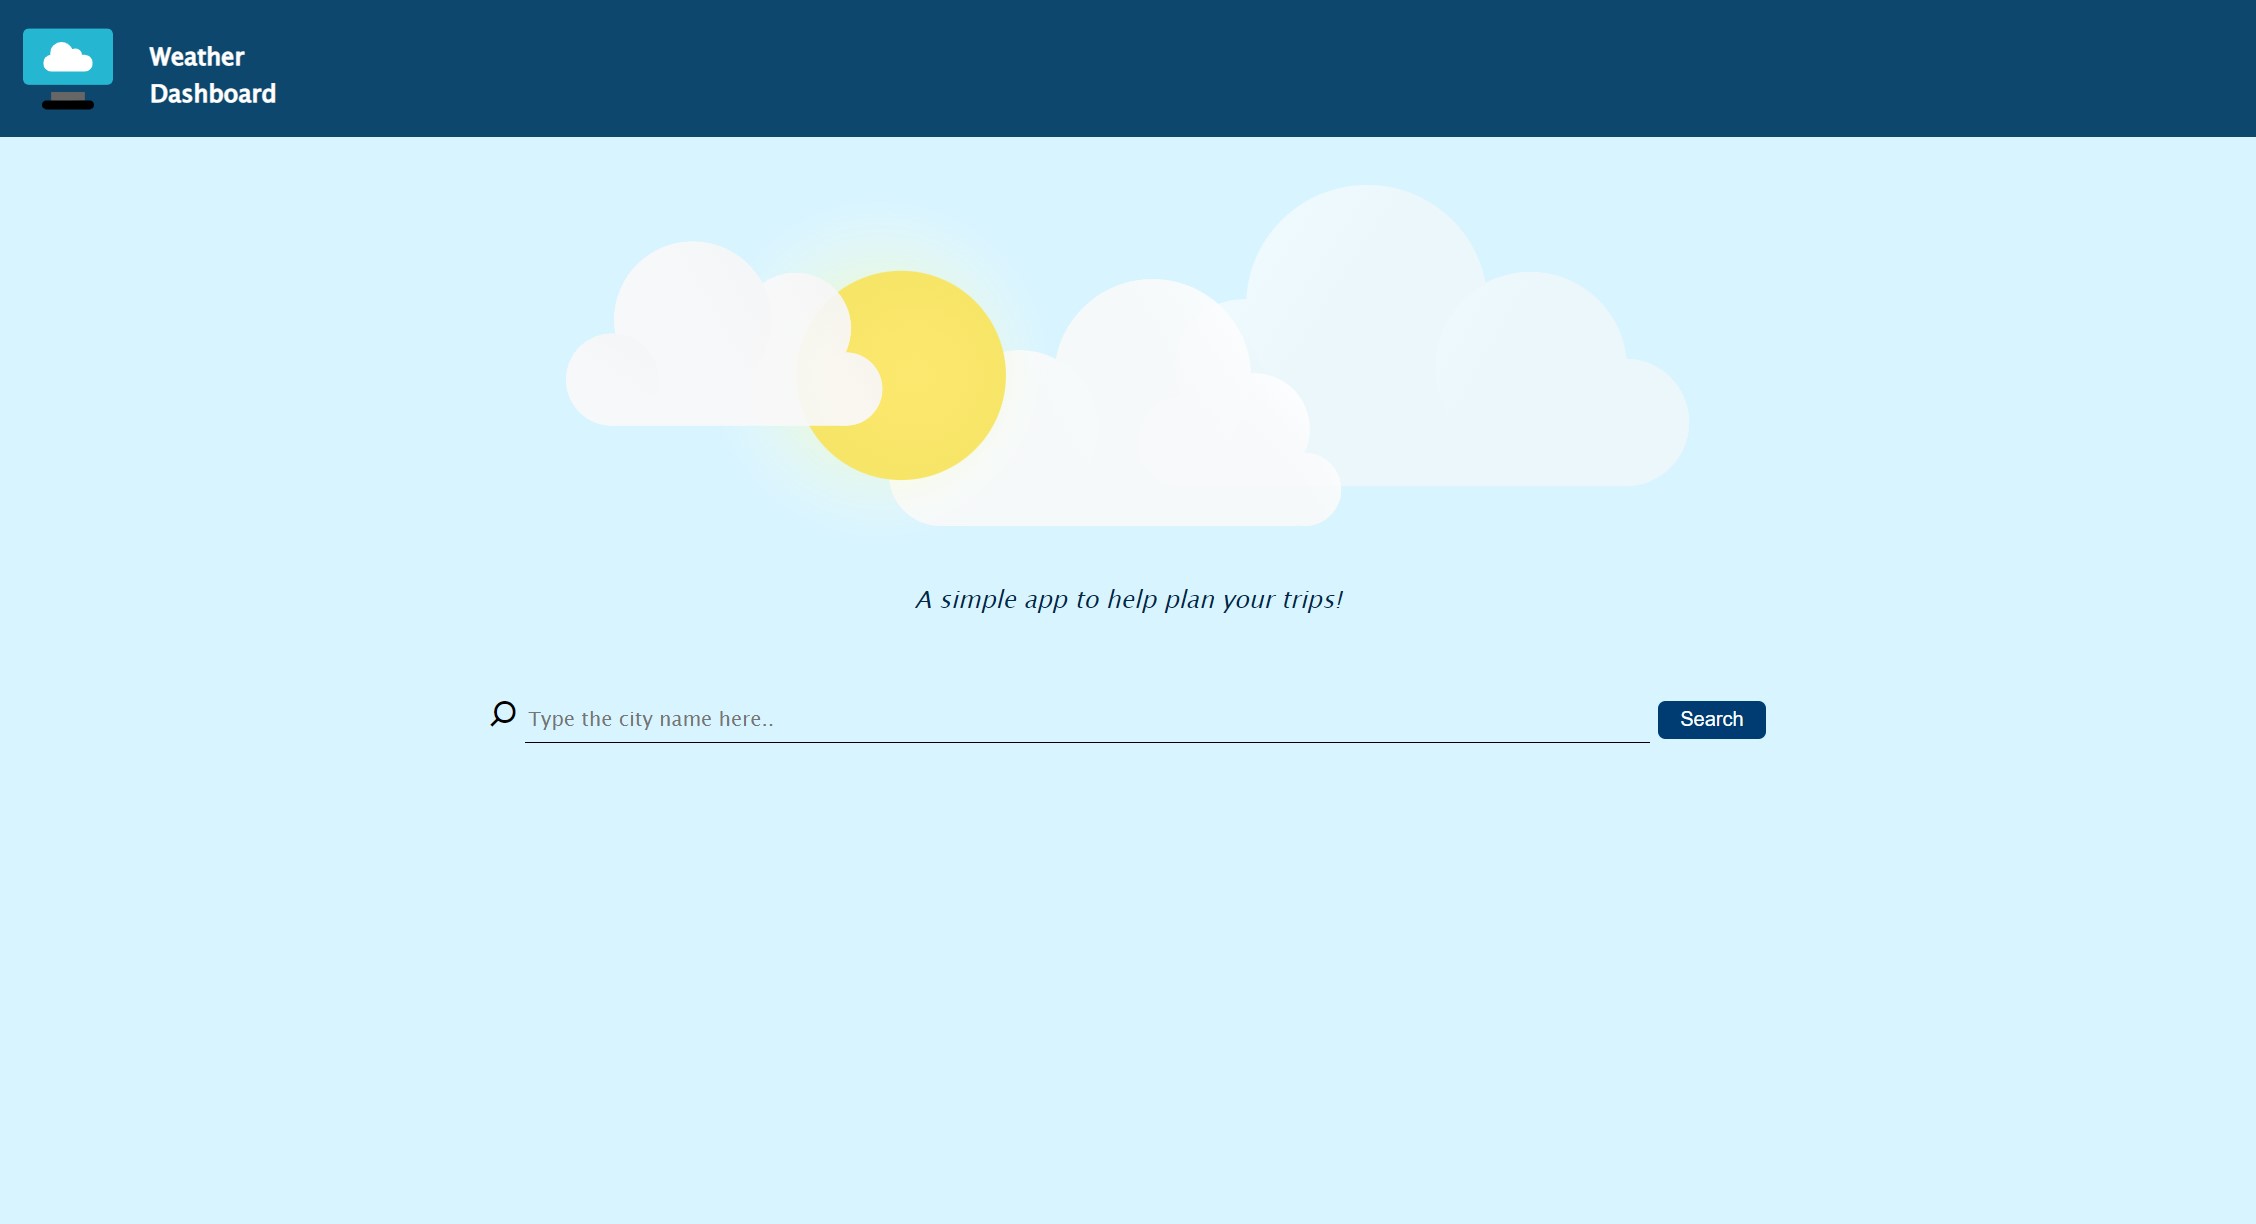 Weather
Dashboard
A simple app to help plan your trips!
Type the city name here..
Search